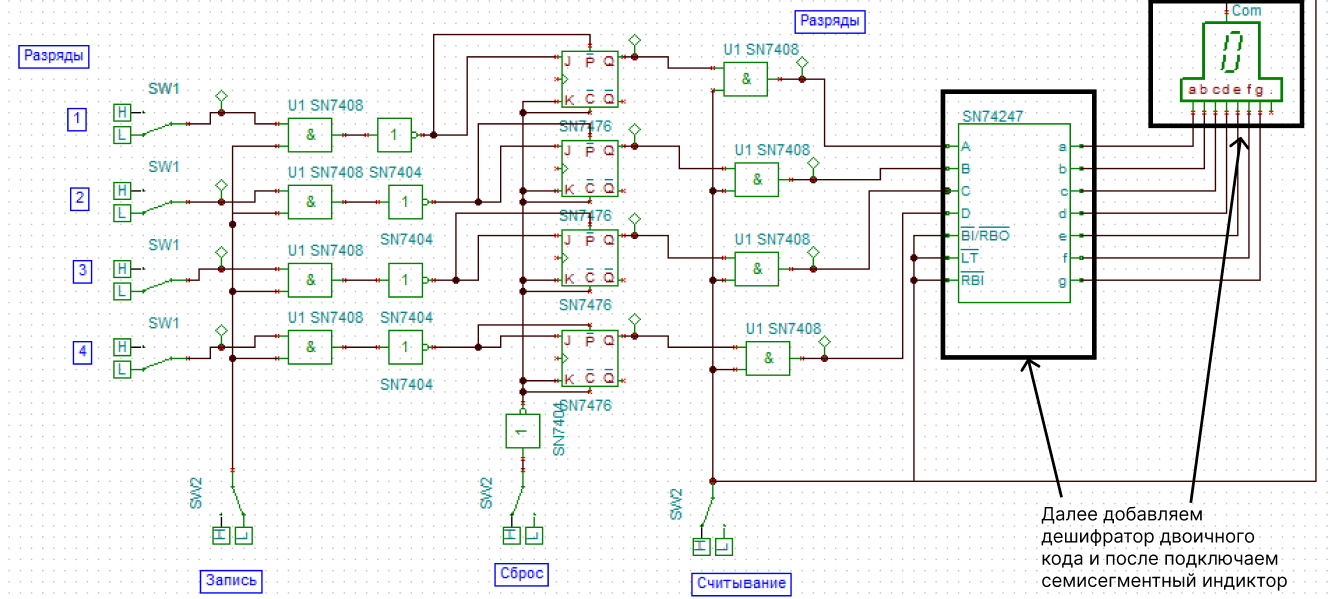 Разряды
Разряды
Com
a b c d e f g .
1
SW1
H
L
U1 SN7408
&
1
J P Q
K C Q
SN7476
U1 SN7408
&
2
SW1
H
L
U1 SN7408
&
SN7404
1
SN7404
J P Q
K C Q
SN7476
U1 SN7408
&
3
SW1
H
L
U1 SN7408
&
1
SN7404
J P Q
K C Q
SN7476
U1 SN7408
&
4
SW1
H
L
U1 SN7408
&
1
SN7404
J P Q
K C Q
SN7476
U1 SN7408
&
SN74247
A a
B b
C c
D d
BI/RBO e
LT f
RBI g
1
SN7404
SW2
H L
SW2
H L
SW2
H L
Запись
Сброс
Считывание
Далее добавляем
дешифратор двоичного
кода и после подключаем
семисегментный индиктор